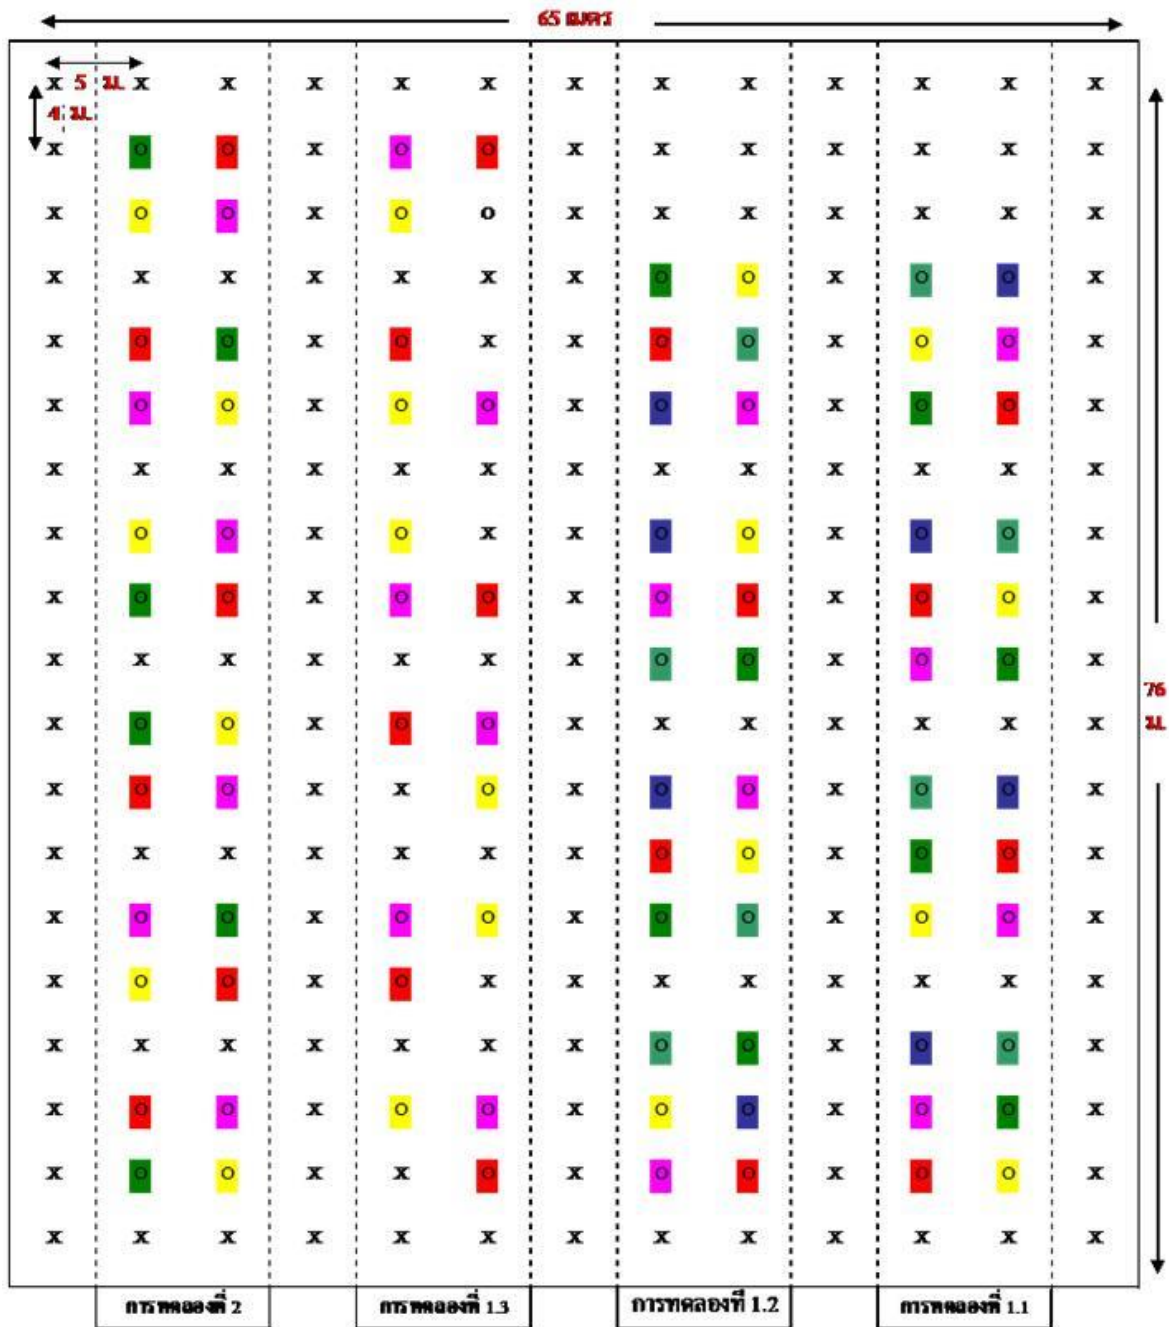 65 เมตร
x 5 ม. x x x x x x x x x x x
4 ม.
x O O x O O x x x x x x x
x O O x O o x x x x x x x
x x x x x x x O O x O O x
x O O x O x x O O x O O x
x O O x O O x O O x O O x
x x x x x x x x x x x x x
x O O x O x x O O x O O x
x O O x O O x O O x O O x
x x x x x x x O O x O O x
76
x O O x O O x x x x x x x
ม.
x O O x x O x O O x O O x
x x x x x x x O O x O O x
x O O x O O x O O x O O x
x O O x O x x x x x x x x
x x x x x x x O O x O O x
x O O x O O x O O x O O x
x O O x x O x O O x O O x
x x x x x x x x x x x x x
การทดลองที่ 2 การทดลองที่ 1.3 การทดลองที่ 1.2 การทดลองที่ 1.1